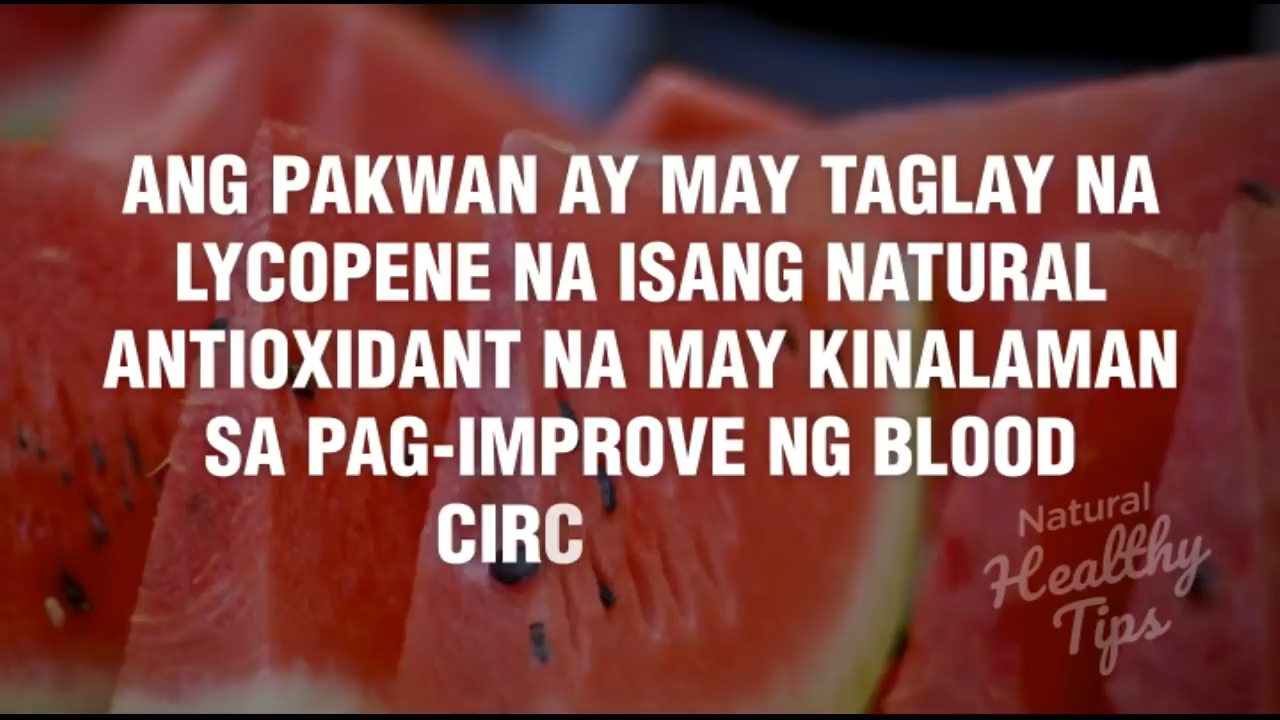 ANG PAKWAN AY MAY TAGLAY NA
LYCOPENE NA ISANG NATURAL
ANTIOXIDANT NA MAY KINALAMAN
SA PAG-IMPROVE NG BLOOD
CIRC
Natural
Healthy
Tips